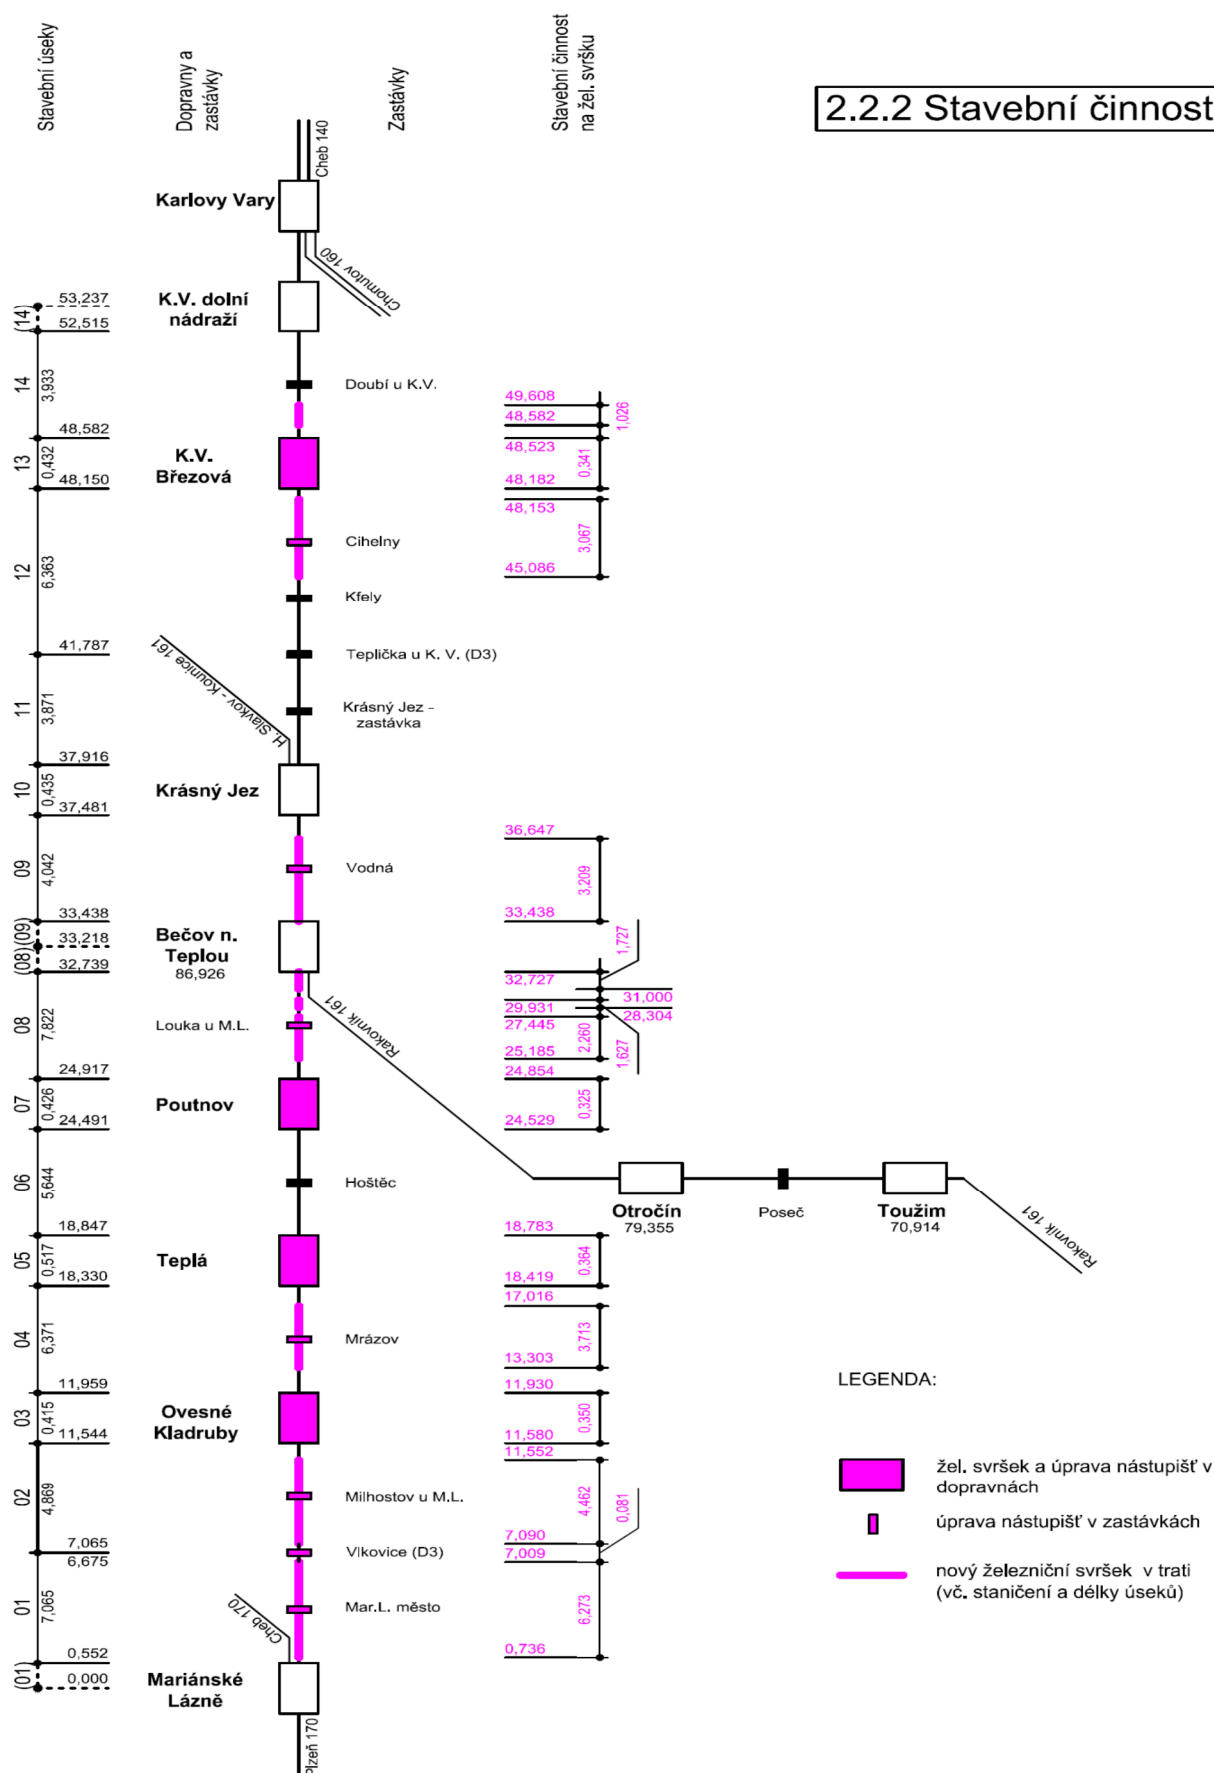 Stavební úseky
Dopravny a
zastávky
Zastávky
Stavební činnost
na žel. svršku
2.2.2 Stavební činnost
Cheb 140
Karlovy Vary
Chomutov 160
53,237
(14)
52,515
K.V. dolní
nádraží
14
3,933
Doubí u K.V.
49,608
48,582
1,026
48,582
48,523
13
0,432
K.V.
Březová
0,341
48,150
48,182
48,153
Cihelny
3,067
12
6,363
45,086
Kfely
41,787
H. Slavkov - Kounice 161
Teplička u K. V. (D3)
11
3,871
Krásný Jez -
zastávka
37,916
10
0,435
Krásný Jez
37,481
36,647
09
4,042
Vodná
3,209
33,438
33,438
(09)
33,218
Bečov n.
Teplou
86,926
1,727
(08)
32,739
32,727
31,000
29,931
28,304
Rakovník 161
08
7,822
Louka u M.L.
27,445
2,260
1,627
25,185
24,917
24,854
07
0,426
Poutnov
0,325
24,491
24,529
06
5,644
Hoštěc
Otročín
79,355
Poseč
Toužim
70,914
Rakovník 161
18,847
18,783
05
0,517
Teplá
0,364
18,330
18,419
17,016
04
6,371
Mrázov
3,713
13,303
11,959
11,930
03
0,415
Ovesné
Kladruby
0,350
11,544
11,580
11,552
02
4,869
Milhostov u M.L.
4,462
0,081
7,065
7,090
6,675
Vlkovice (D3)
7,009
01
7,065
Mar.L. město
6,273
Cheb 170
0,552
0,736
(01)
0,000
Mariánské
Lázně
Plzeň 170
LEGENDA:
žel. svršek a úprava nástupišť v
dopravnách
úprava nástupišť v zastávkách
nový železniční svršek v trati
(vč. staničení a délky úseků)